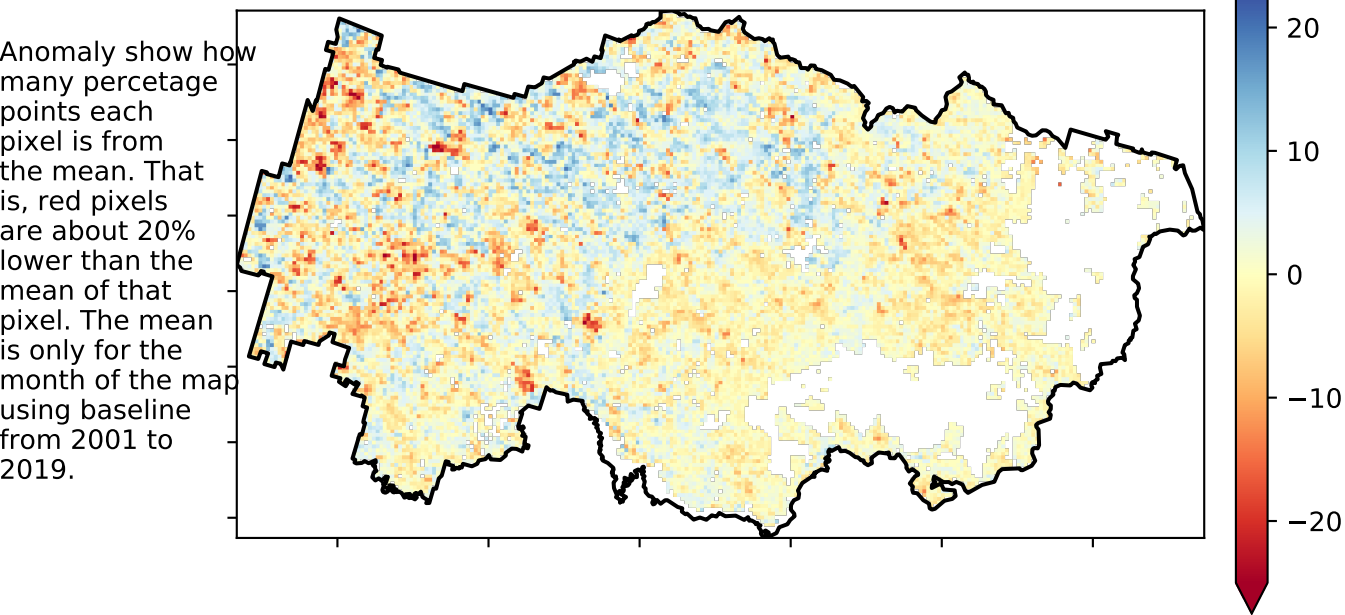 Anomaly show how
many percetage
points each
pixel is from
the mean. That
is, red pixels
are about 20%
lower than the
mean of that
pixel. The mean
is only for the
month of the map
using baseline
from 2001 to
2019.
20
10
0
−10
−20